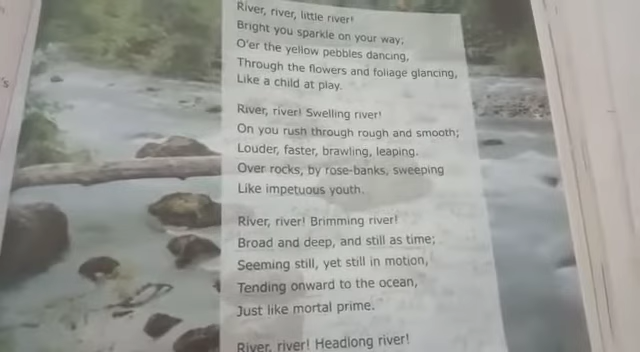 River, river, little river!
Bright you sparkle on your way;
O'er the yellow pebbles dancing,
Through the flowers and foliage glancing,
Like a child at play.
River, river! Swelling river!
On you rush through rough and smooth;
Louder, faster, brawling, leaping.
Over rocks, by rose-banks, sweeping
Like impetuous youth.
River, river! Brimming river!
Broad and deep, and still as time;
Seeming still, yet still in motion,
Tending onward to the ocean,
Just like mortal prime.
River, river! Headlong river!